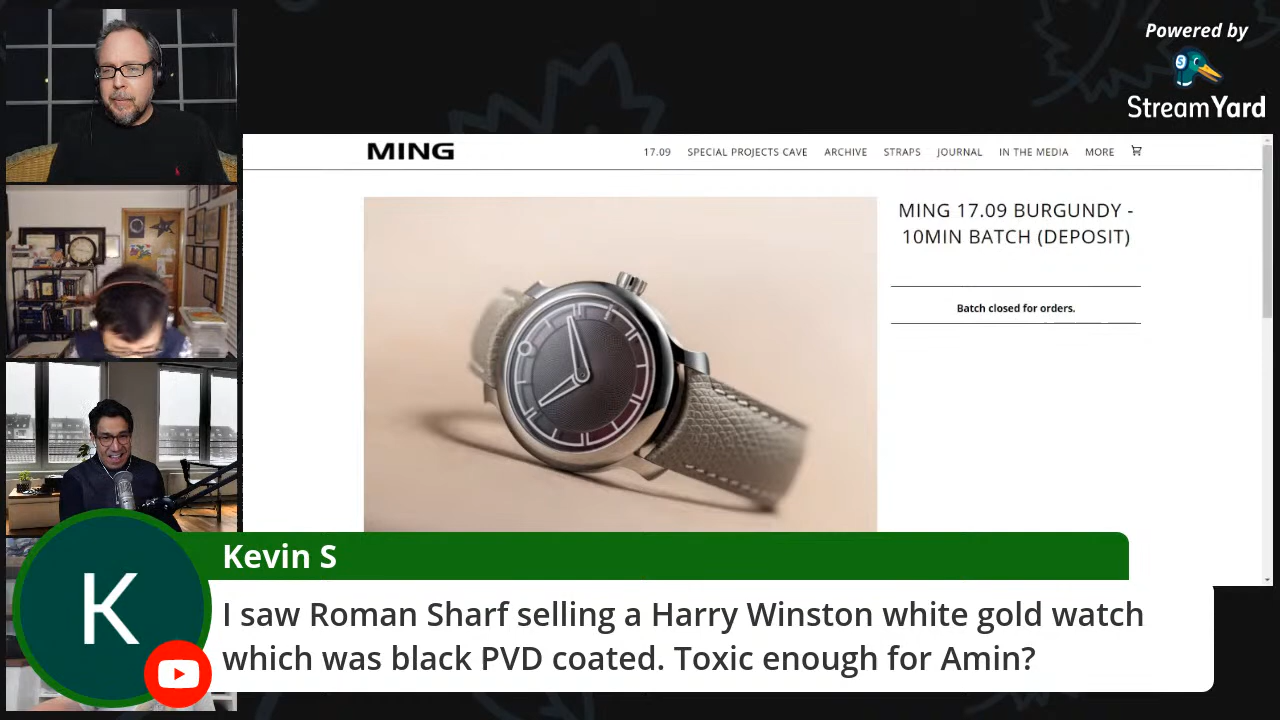 Powered by
StreamYard
MING
17.09 SPECIAL PROJECTS CAVE ARCHIVE STRAPS JOURNAL IN THE MEDIA MORE
MING 17.09 BURGUNDY -
10MIN BATCH (DEPOSIT)
Batch closed for orders.
K
Kevin S
I saw Roman Sharf selling a Harry Winston white gold watch
which was black PVD coated. Toxic enough for Amin?